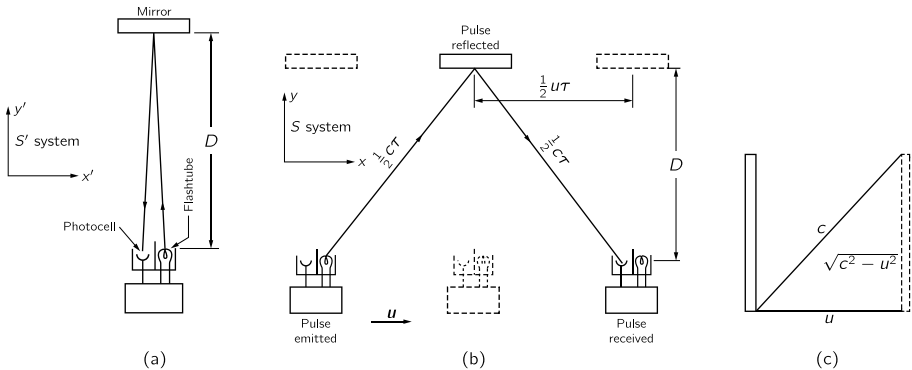 Mirror
y′
S′ system
x′
D
Photocell
Flashtube
(a)
Pulse
reflected
y
S system
x
½cτ
½cτ
½uτ
D
Pulse
emitted
u
Pulse
received
(b)
c
√c² − u²
u
(c)